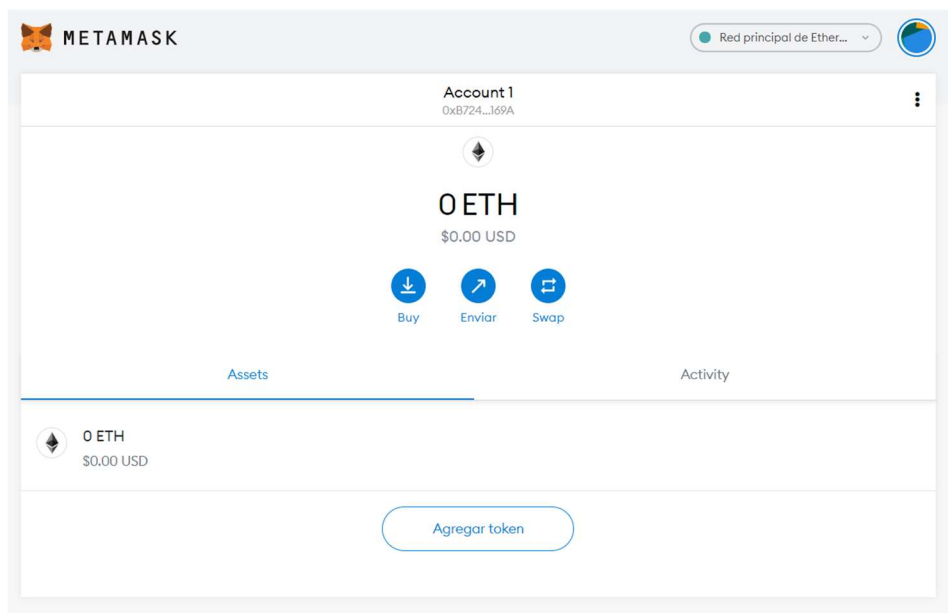 METAMASK
Red principal de Ether...
Account 1
0xB724...169A
0 ETH
$0.00 USD
Buy
Enviar
Swap
Assets
Activity
0 ETH
$0.00 USD
Agregar token